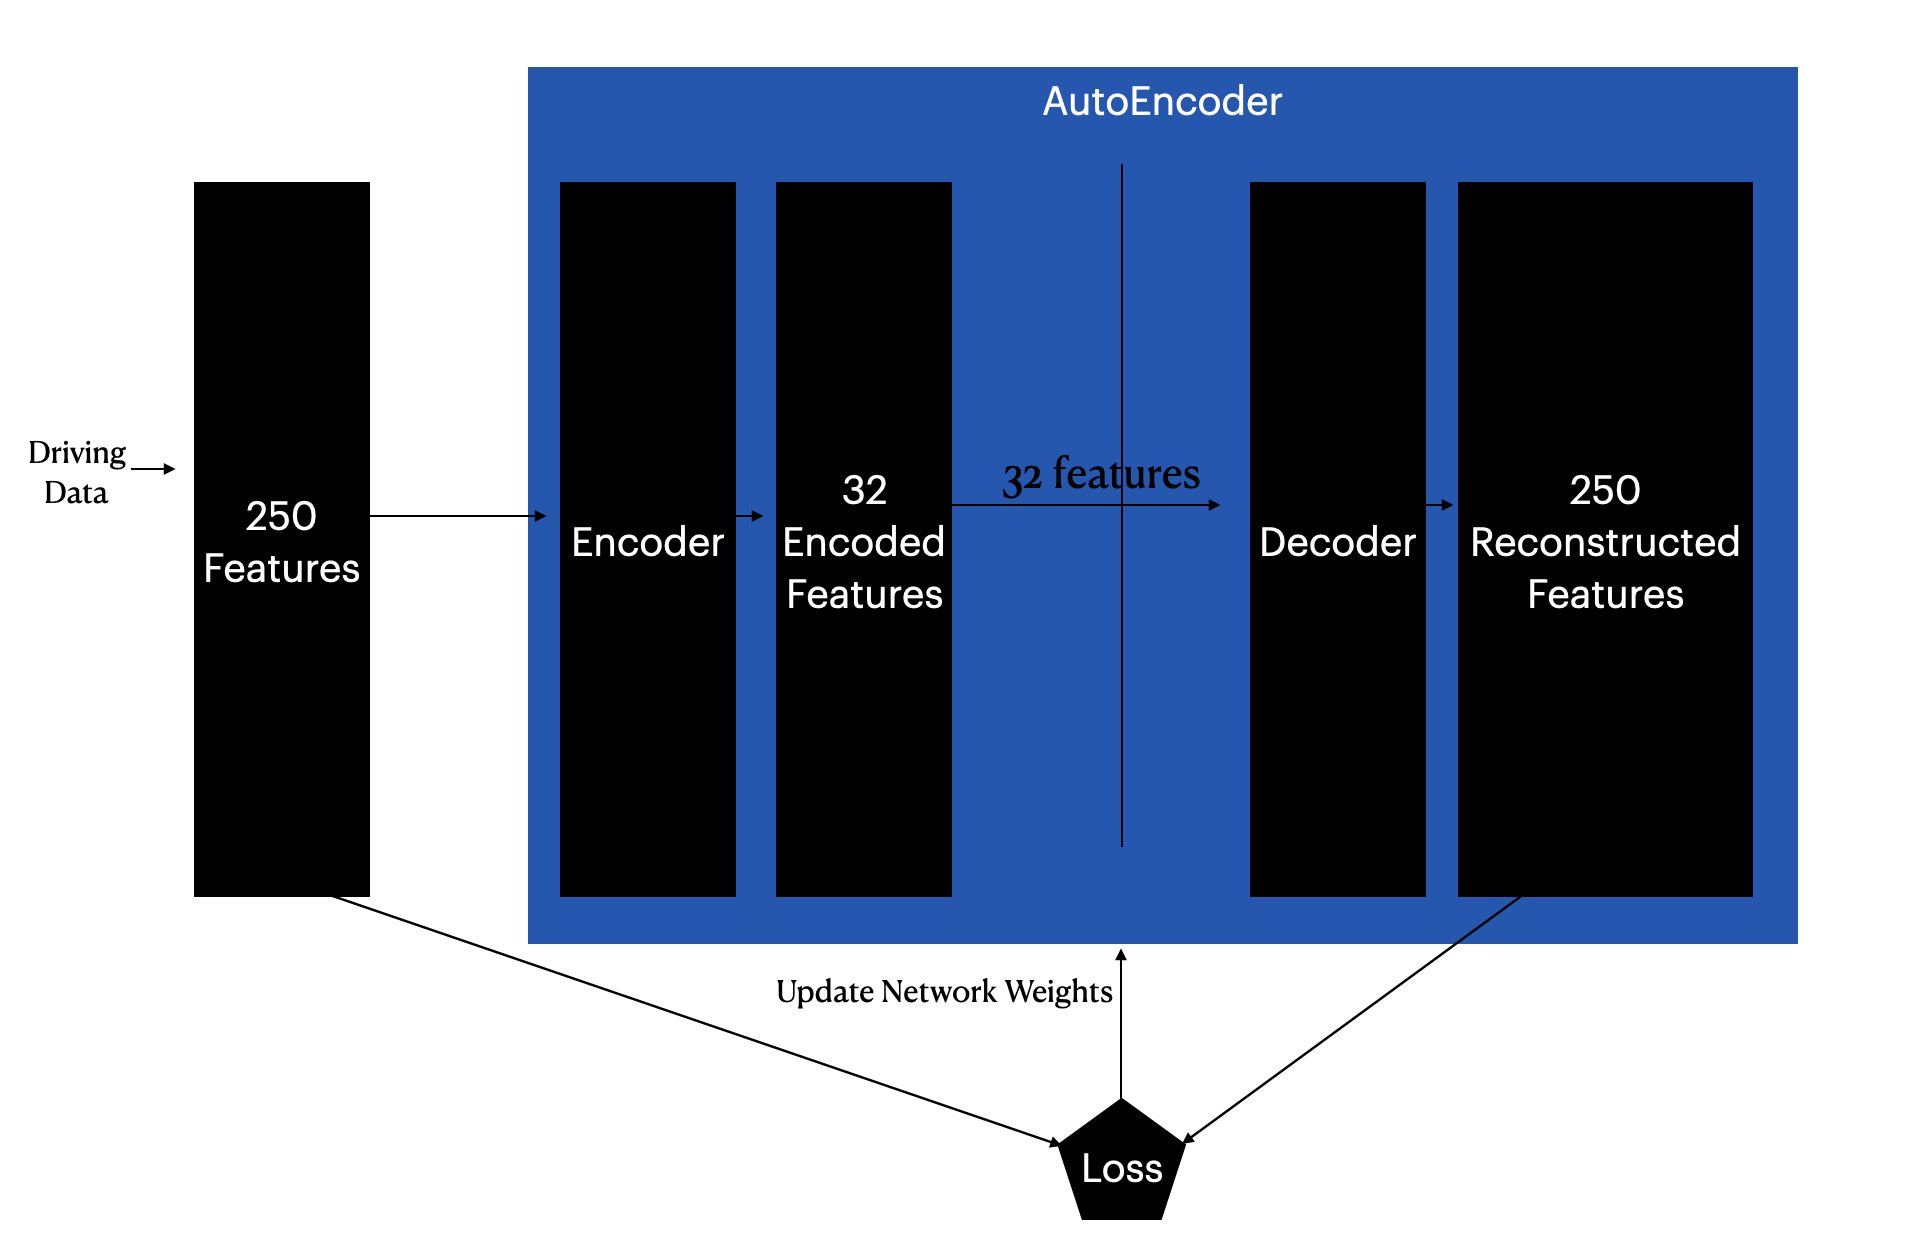 AutoEncoder
Driving
Data
250
Features
Encoder
32
Encoded
Features
32 features
Decoder
250
Reconstructed
Features
Update Network Weights
Loss